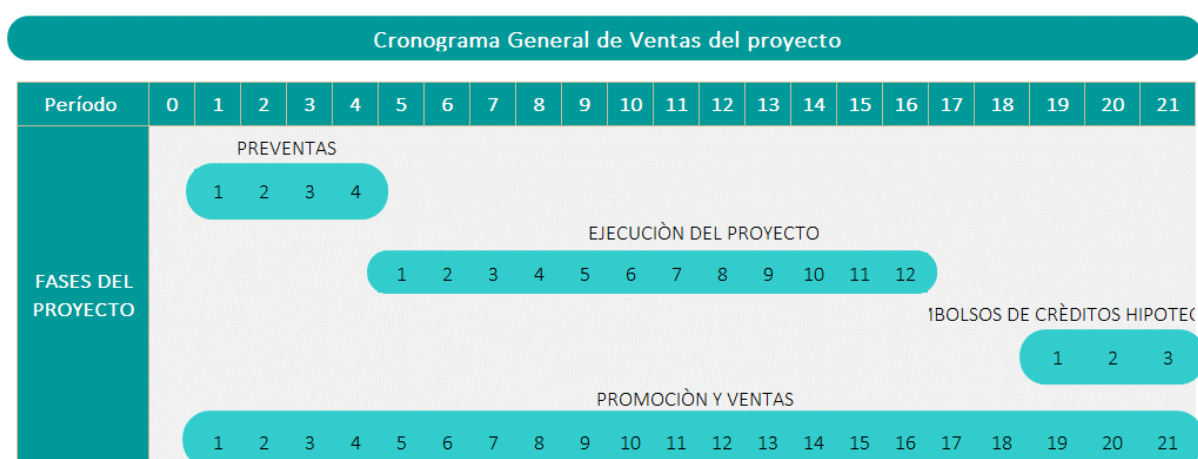 Cronograma General de Ventas del proyecto
Período 0 1 2 3 4 5 6 7 8 9 10 11 12 13 14 15 16 17 18 19 20 21
PREVENTAS
1 2 3 4
EJECUCIÒN DEL PROYECTO
1 2 3 4 5 6 7 8 9 10 11 12
FASES DEL
PROYECTO
DE CRÈDITOS
1 2 3
PROMOCIÒN Y VENTAS
1 2 3 4 5 6 7 8 9 10 11 12 13 14 15 16 17 18 19 20 21